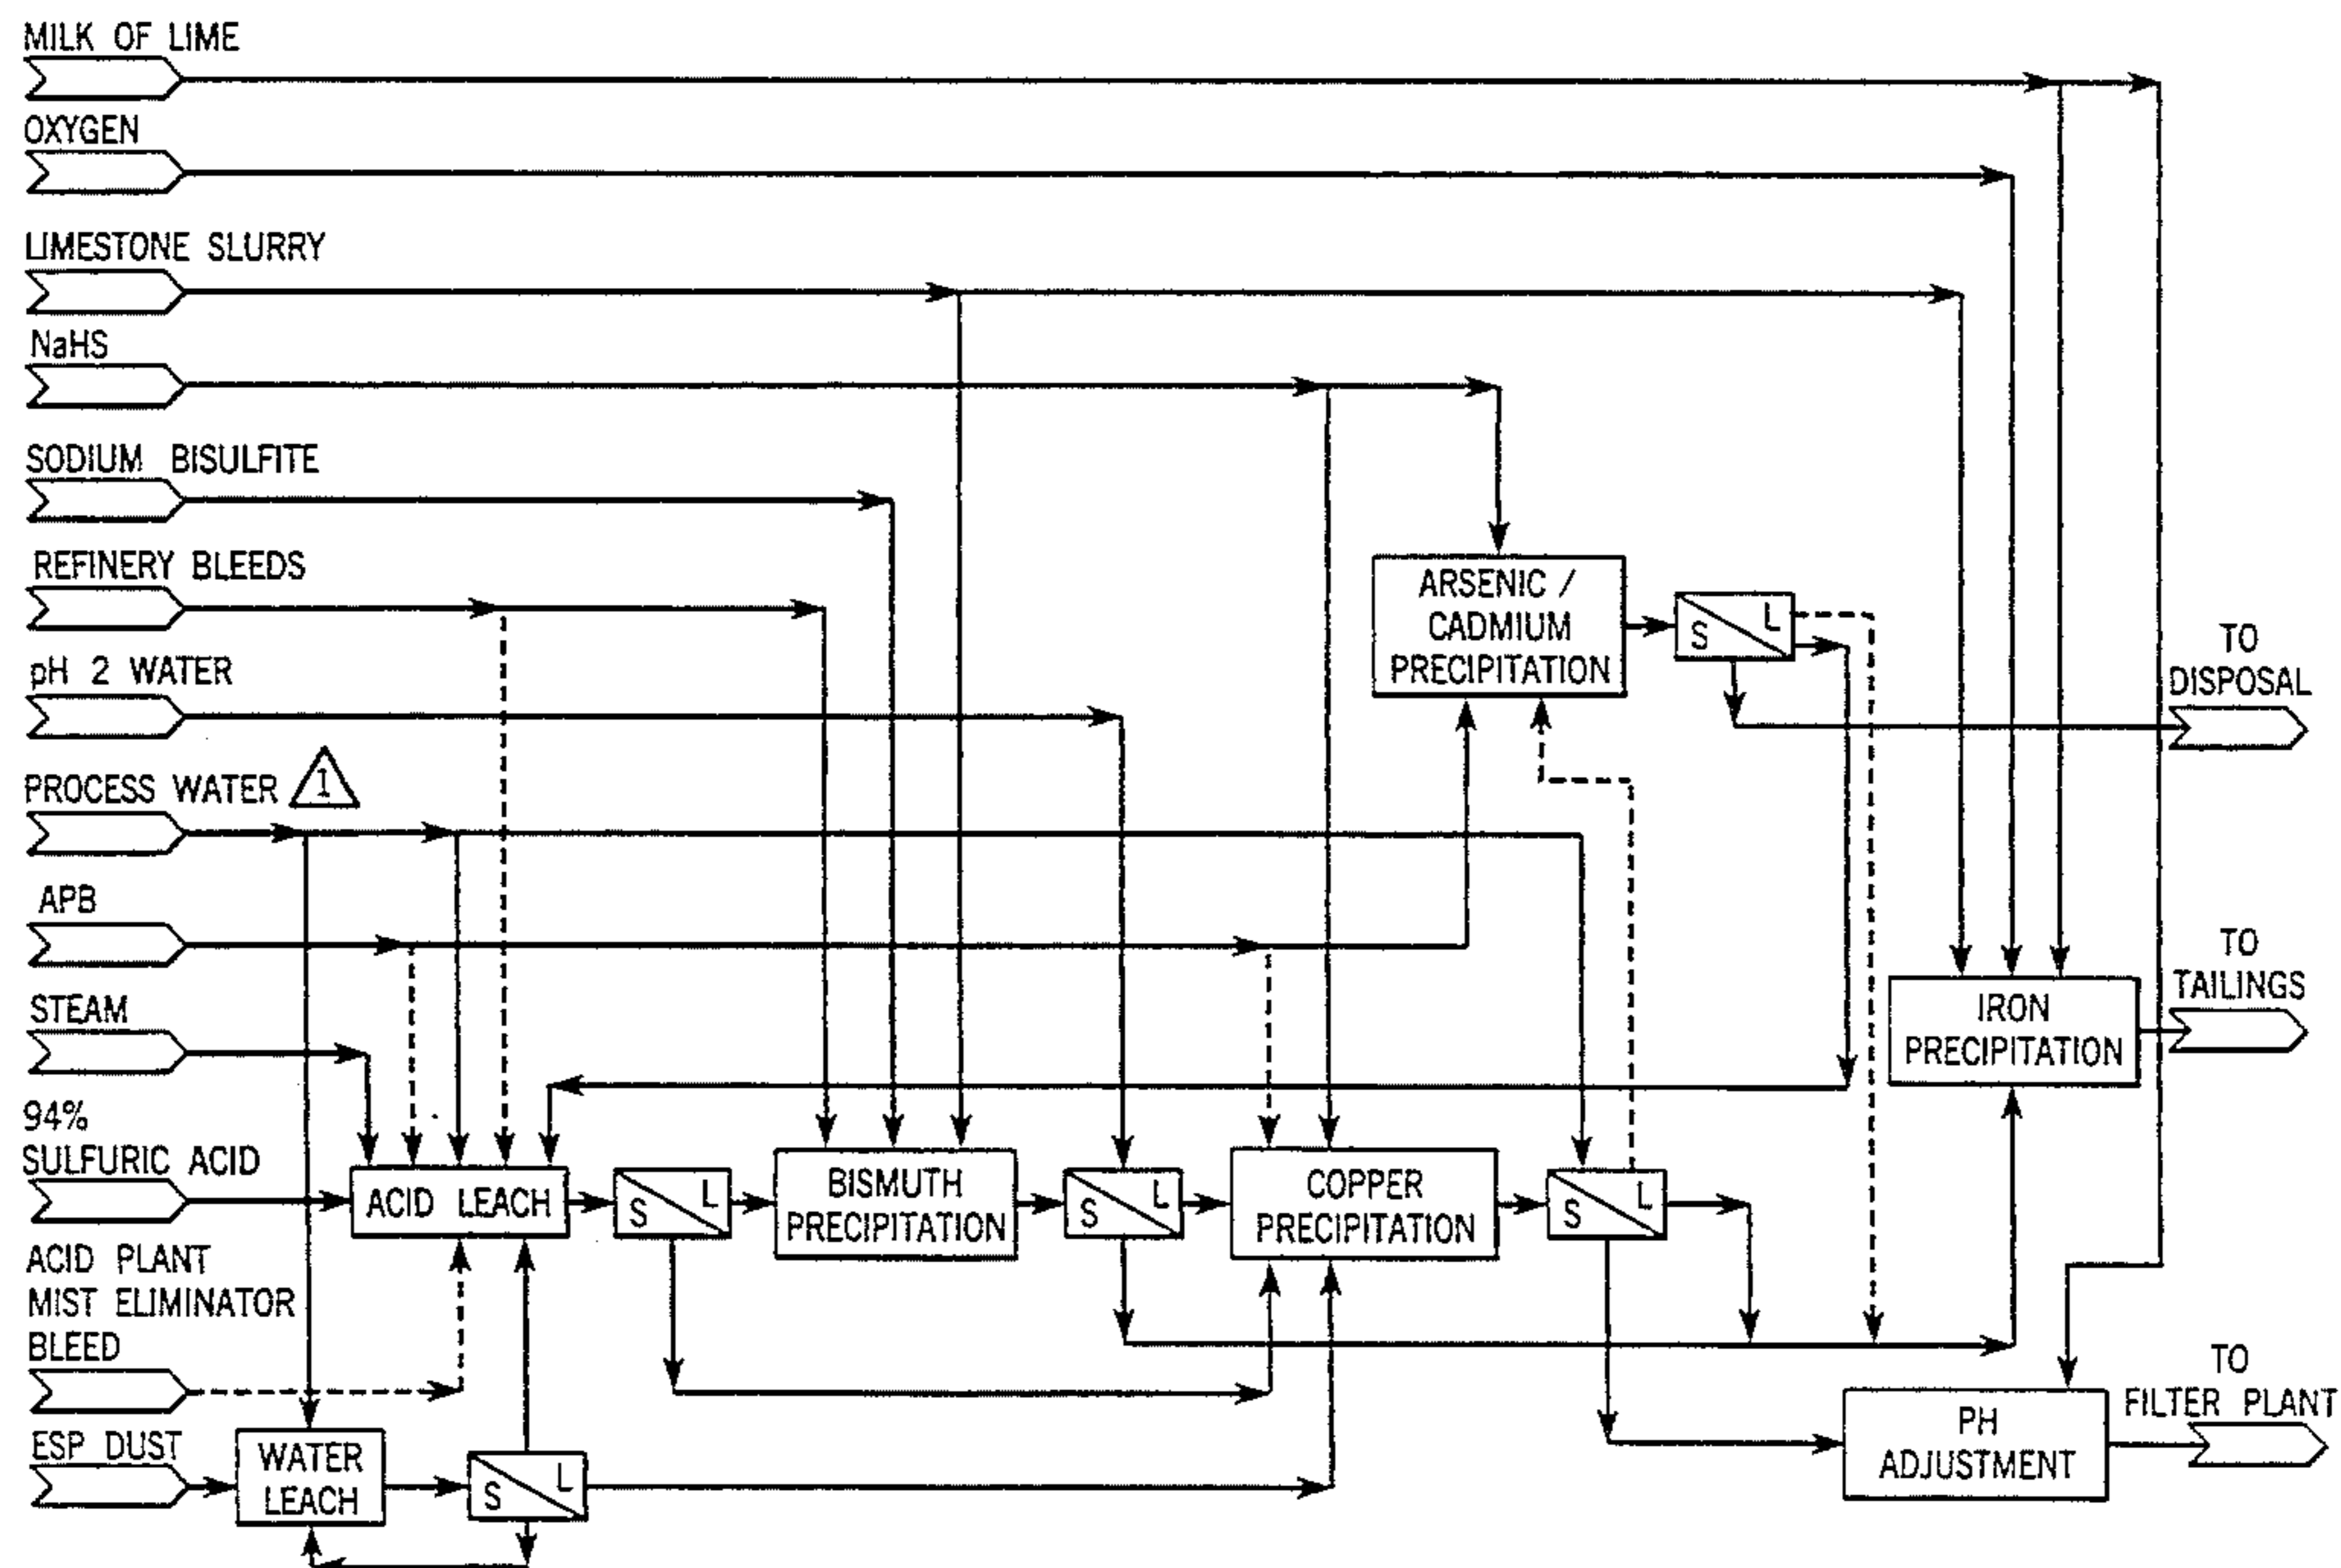 MILK OF LIME
OXYGEN
LIMESTONE SLURRY
NaHS
SODIUM BISULFITE
REFINERY BLEEDS
pH 2 WATER
PROCESS WATER 1
APB
STEAM
94%
SULFURIC ACID
ACID PLANT
MIST ELIMINATOR
BLEED
ESP DUST
WATER
LEACH
S L
ACID LEACH
S L
BISMUTH
PRECIPITATION
S L
COPPER
PRECIPITATION
S L
ARSENIC /
CADMIUM
PRECIPITATION
S L
IRON
PRECIPITATION
PH
ADJUSTMENT
TO
DISPOSAL
TO
TAILINGS
TO
FILTER PLANT